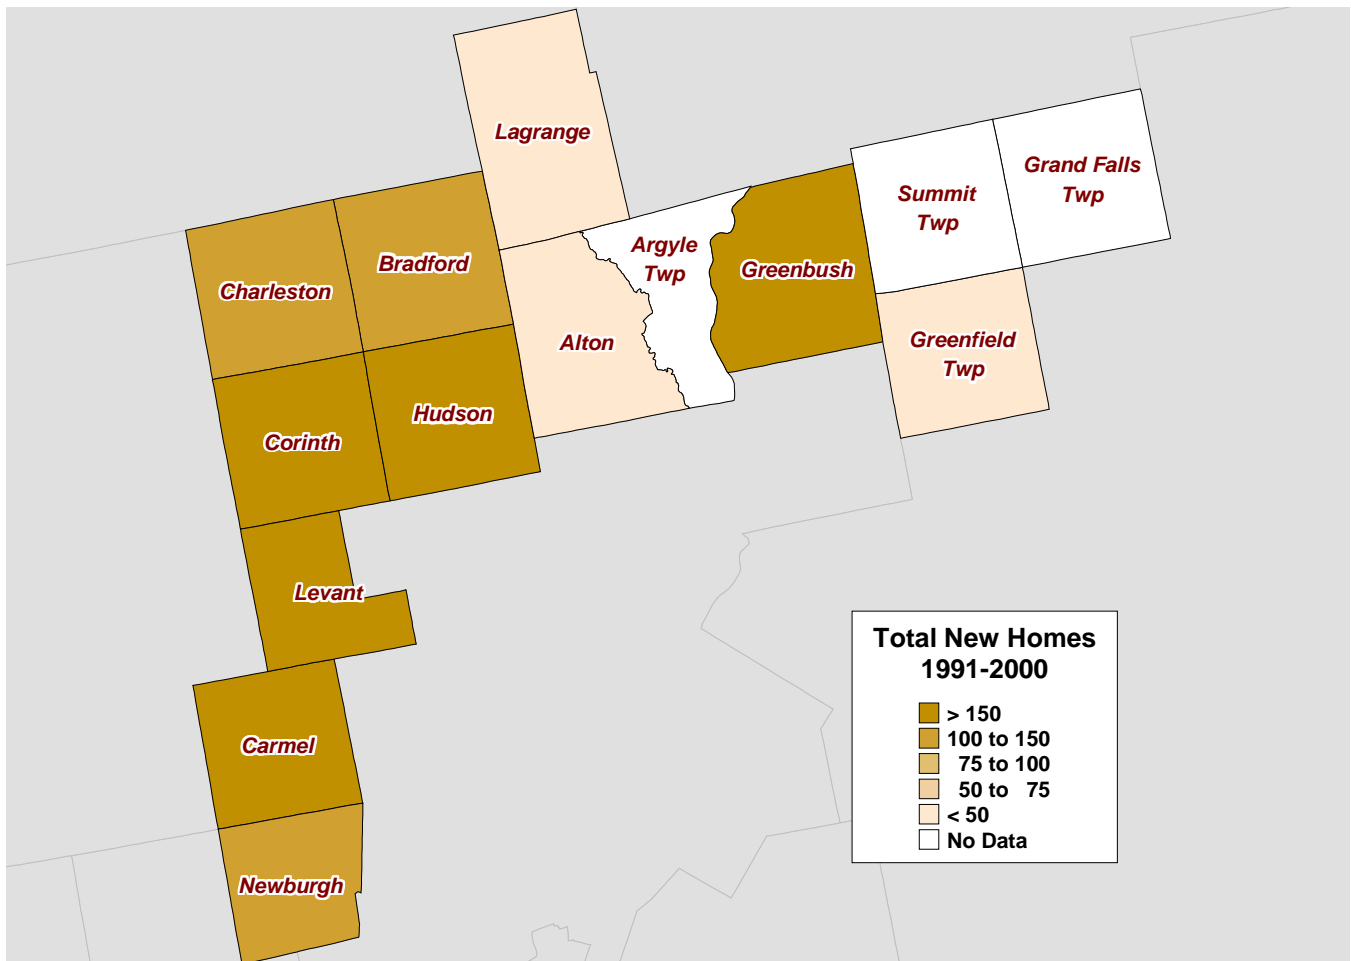 Lagrange
Grand Falls
Twp
Summit
Twp
Argyle
Twp
Bradford
Greenbush
Charleston
Alton
Greenfield
Twp
Hudson
Corinth
Levant
Carmel
Newburgh
Total New Homes
1991-2000
> 150
100 to 150
75 to 100
50 to 75
< 50
No Data